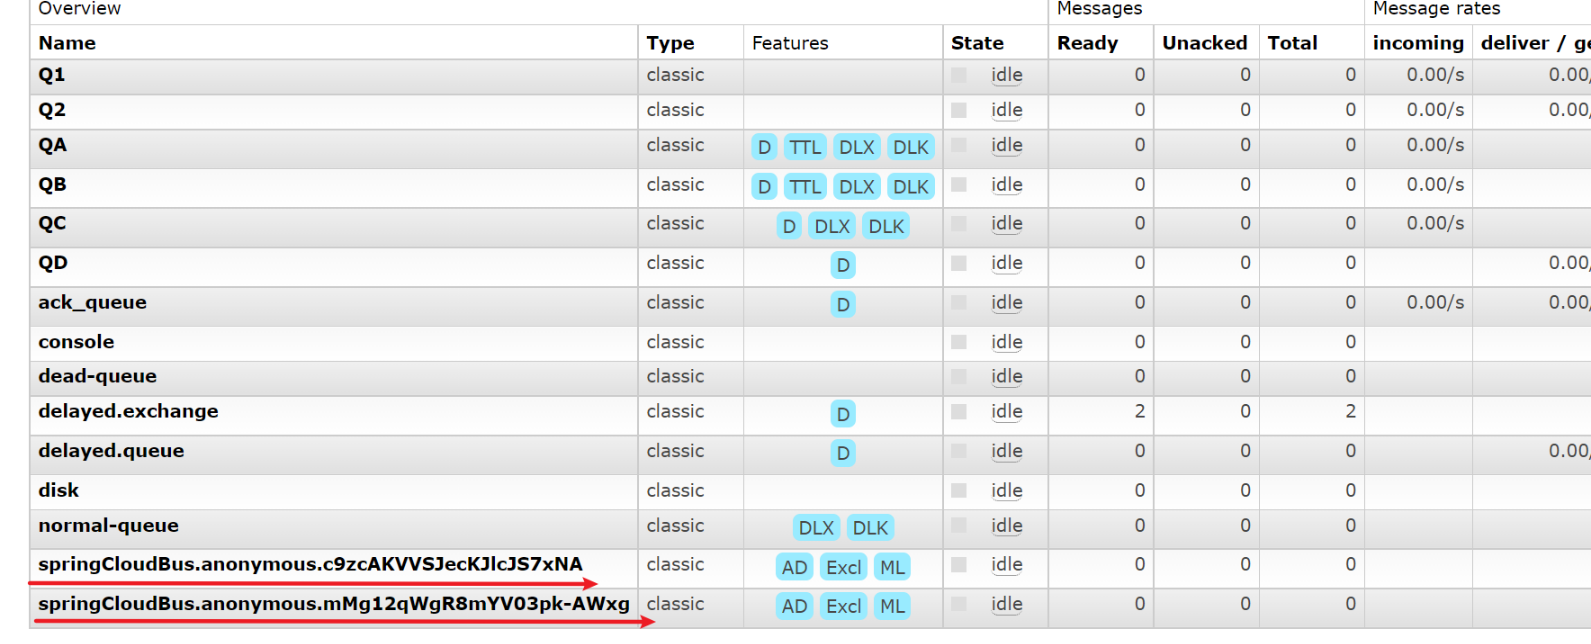 Overview Messages Message rates
Name Type Features State Ready Unacked Total incoming deliver / ge
Q1 classic idle 0 0 0 0.00/s 0.00/
Q2 classic idle 0 0 0 0.00/s 0.00/
QA classic D TTL DLX DLK idle 0 0 0 0.00/s
QB classic D TTL DLX DLK idle 0 0 0 0.00/s
QC classic D DLX DLK idle 0 0 0 0.00/s
QD classic D idle 0 0 0 0.00/
ack_queue classic D idle 0 0 0 0.00/s 0.00/
console classic idle 0 0 0
dead-queue classic idle 0 0 0
delayed.exchange classic D idle 2 0 2
delayed.queue classic D idle 0 0 0 0.00/
disk classic idle 0 0 0
normal-queue classic DLX DLK idle 0 0 0
springCloudBus.anonymous.c9zcAKVVSJecKJlcJS7xNA classic AD Excl ML idle 0 0 0
springCloudBus.anonymous.mMg12qWgR8mYV03pk-AWxg classic AD Excl ML idle 0 0 0